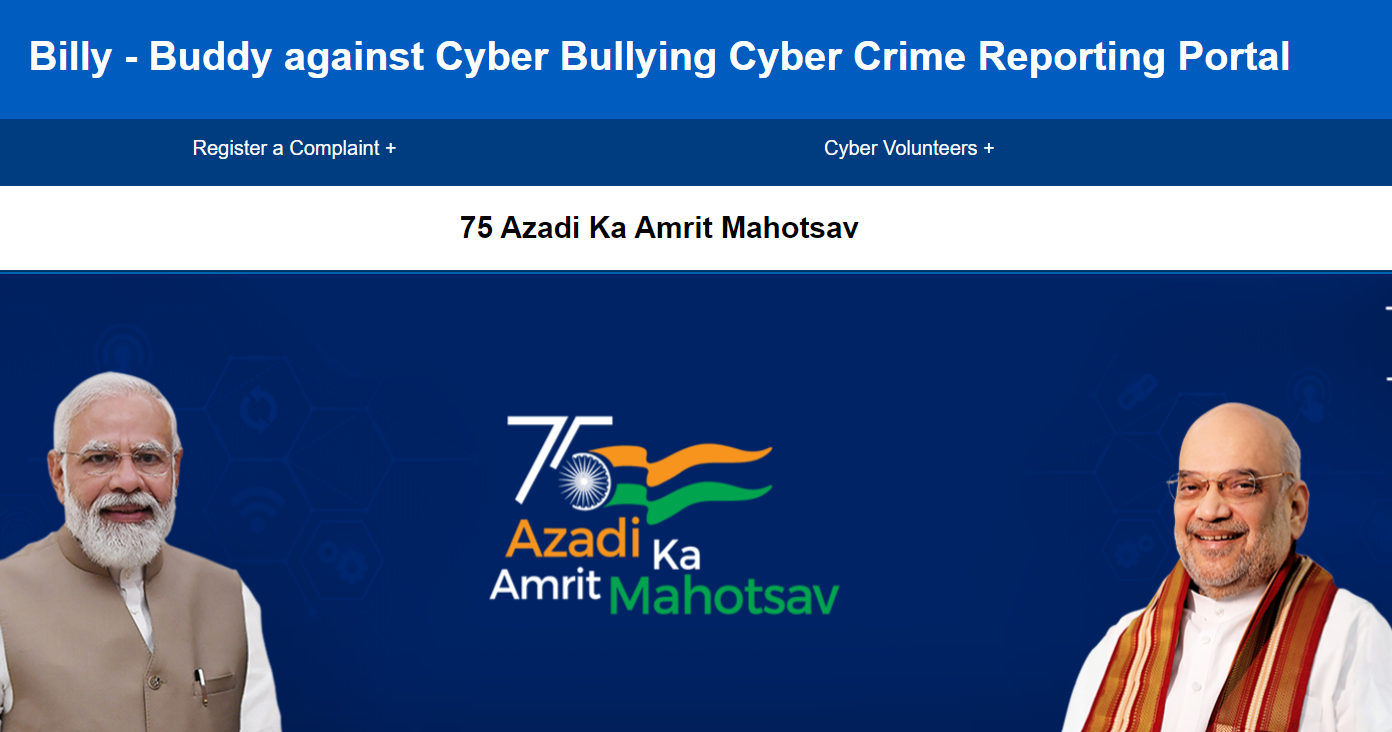 Billy - Buddy against Cyber Bullying Cyber Crime Reporting Portal
Register a Complaint +
Cyber Volunteers +
75 Azadi Ka Amrit Mahotsav
75
Azadi Ka
Amrit Mahotsav